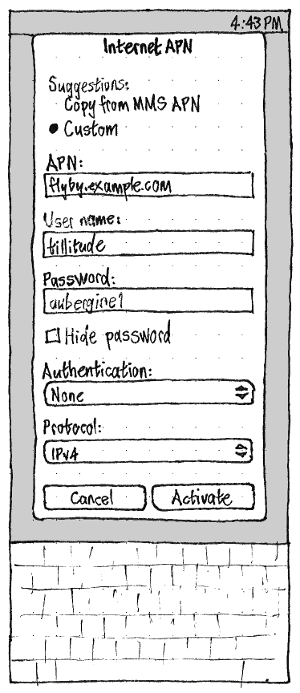 4:43 PM
Internet APN
Suggestions:
Copy from MMS APN
Custom
APN:
flyby.example.com
User name:
tillitude
Password:
aubergine1
Hide password
Authentication:
None
Protocol:
IPv4
Cancel Activate